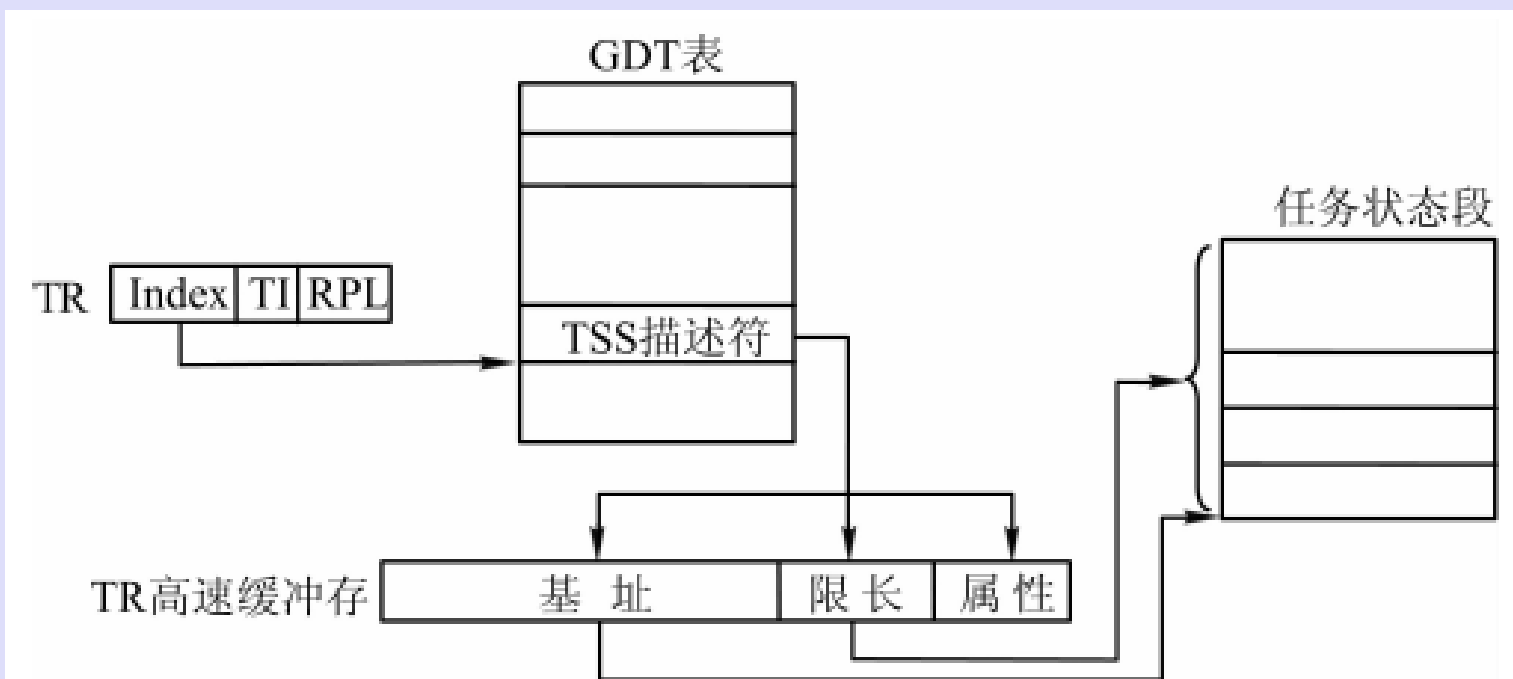 GDT表
任务状态段
TR
Index TI RPL
TSS描述符
TR高速缓冲存
基 址
限 长
属 性